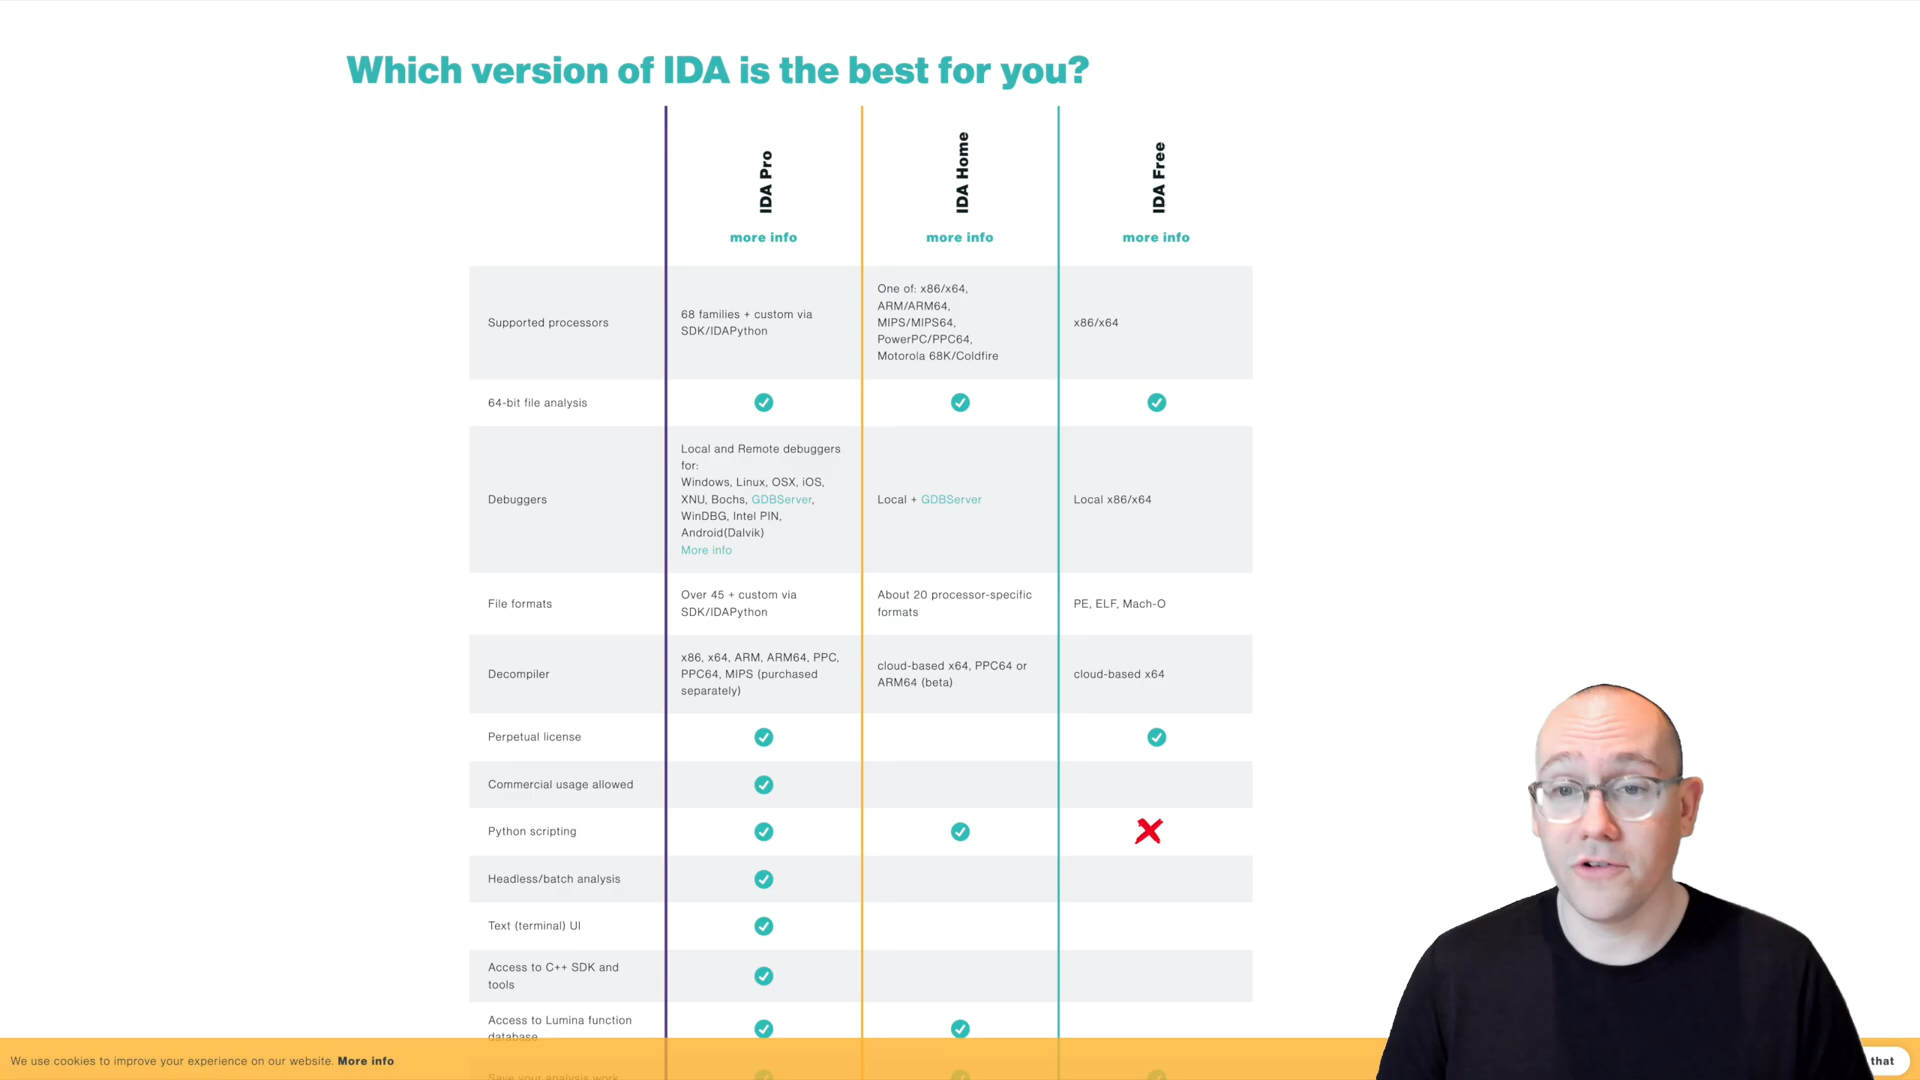 Which version of IDA is the best for you?
IDA Pro
IDA Home
IDA Free
more info
more info
more info
Supported processors
68 families + custom via
SDK/IDAPython
One of: x86/x64,
ARM/ARM64,
MIPS/MIPS64,
PowerPC/PPC64,
Motorola 68K/Coldfire
x86/x64
64-bit file analysis
Debuggers
Local and Remote debuggers
for:
Windows, Linux, OSX, iOS,
XNU, Bochs, GDBServer,
WinDBG, Intel PIN,
Android(Dalvik)
More info
Local + GDBServer
Local x86/x64
File formats
Over 45 + custom via
SDK/IDAPython
About 20 processor-specific
formats
PE, ELF, Mach-O
Decompiler
x86, x64, ARM, ARM64, PPC,
PPC64, MIPS (purchased
separately)
cloud-based x64, PPC64 or
ARM64 (beta)
cloud-based x64
Perpetual license
Commercial usage allowed
Python scripting
Headless/batch analysis
Text (terminal) UI
Access to C++ SDK and
tools
Access to Lumina function
database
We use cookies to improve your experience on our website. More info
that
Save your analysis work